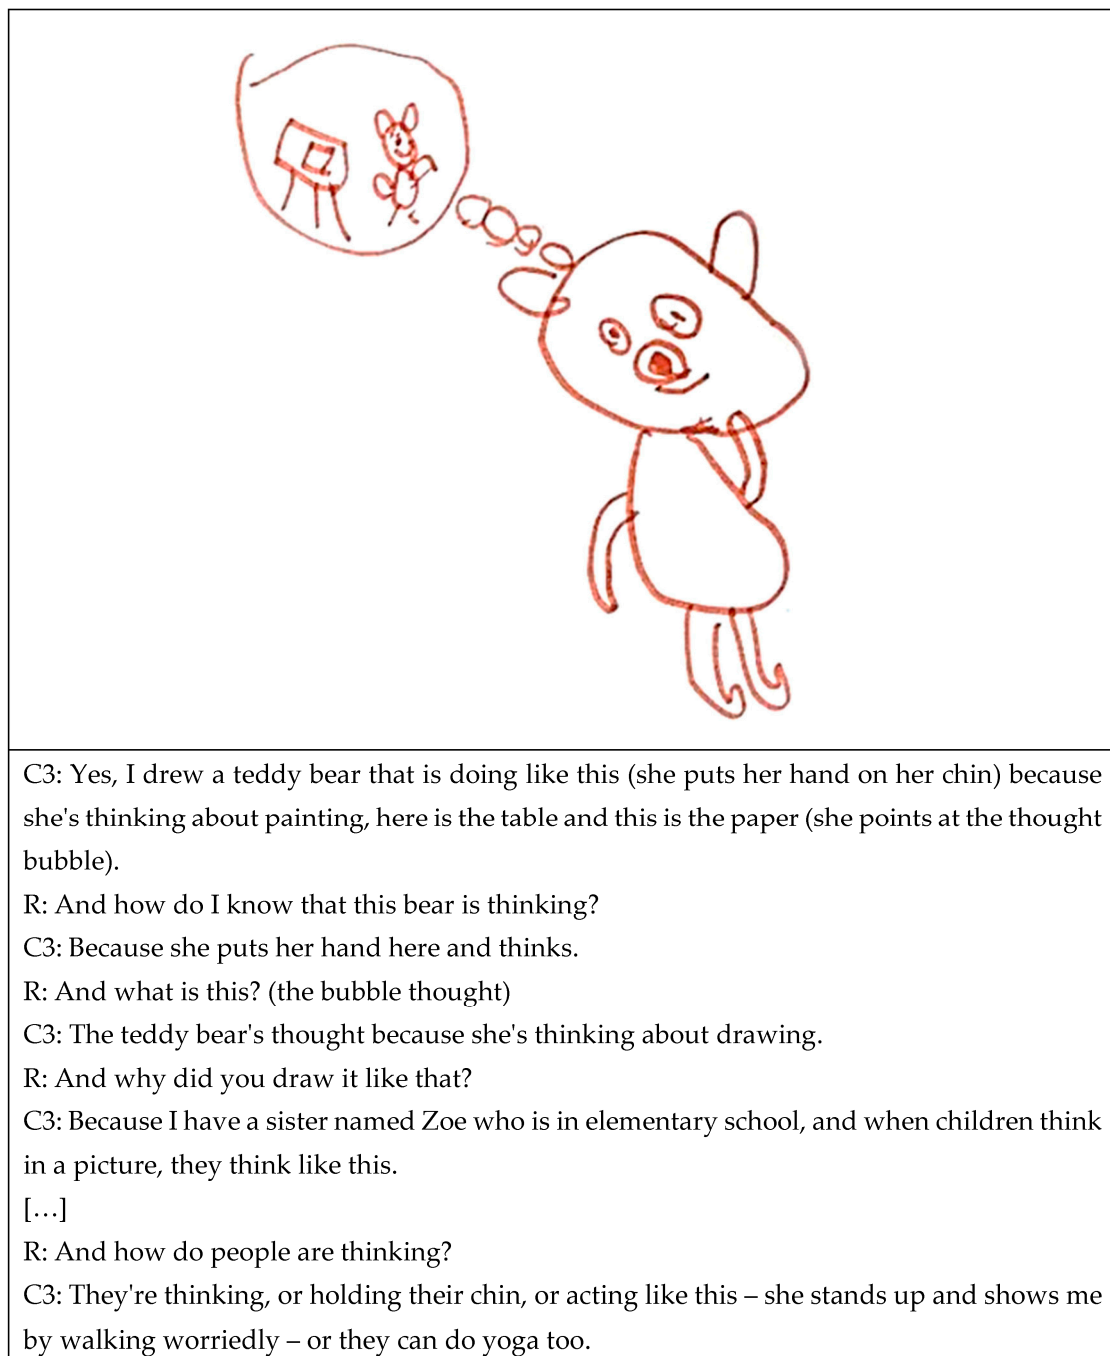 C3: Yes, I drew a teddy bear that is doing like this (she puts her hand on her chin) because
she's thinking about painting, here is the table and this is the paper (she points at the thought
bubble).
R: And how do I know that this bear is thinking?
C3: Because she puts her hand here and thinks.
R: And what is this? (the bubble thought)
C3: The teddy bear's thought because she's thinking about drawing.
R: And why did you draw it like that?
C3: Because I have a sister named Zoe who is in elementary school, and when children think
in a picture, they think like this.
[…]
R: And how do people are thinking?
C3: They're thinking, or holding their chin, or acting like this – she stands up and shows me
by walking worriedly – or they can do yoga too.